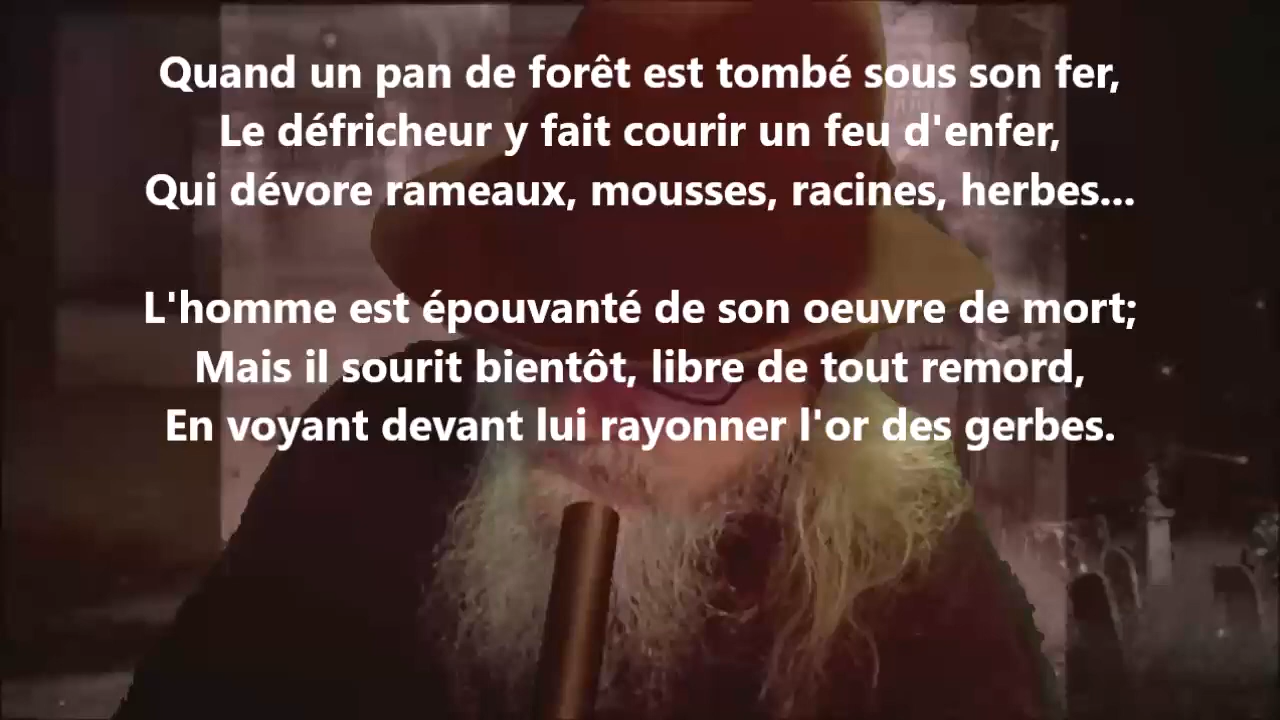 Quand un pan de forêt est tombé sous son fer,
Le défricheur y fait courir un feu d'enfer,
Qui dévore rameaux, mousses, racines, herbes...
L'homme est épouvanté de son oeuvre de mort;
Mais il sourit bientôt, libre de tout remord,
En voyant devant lui rayonner l'or des gerbes.